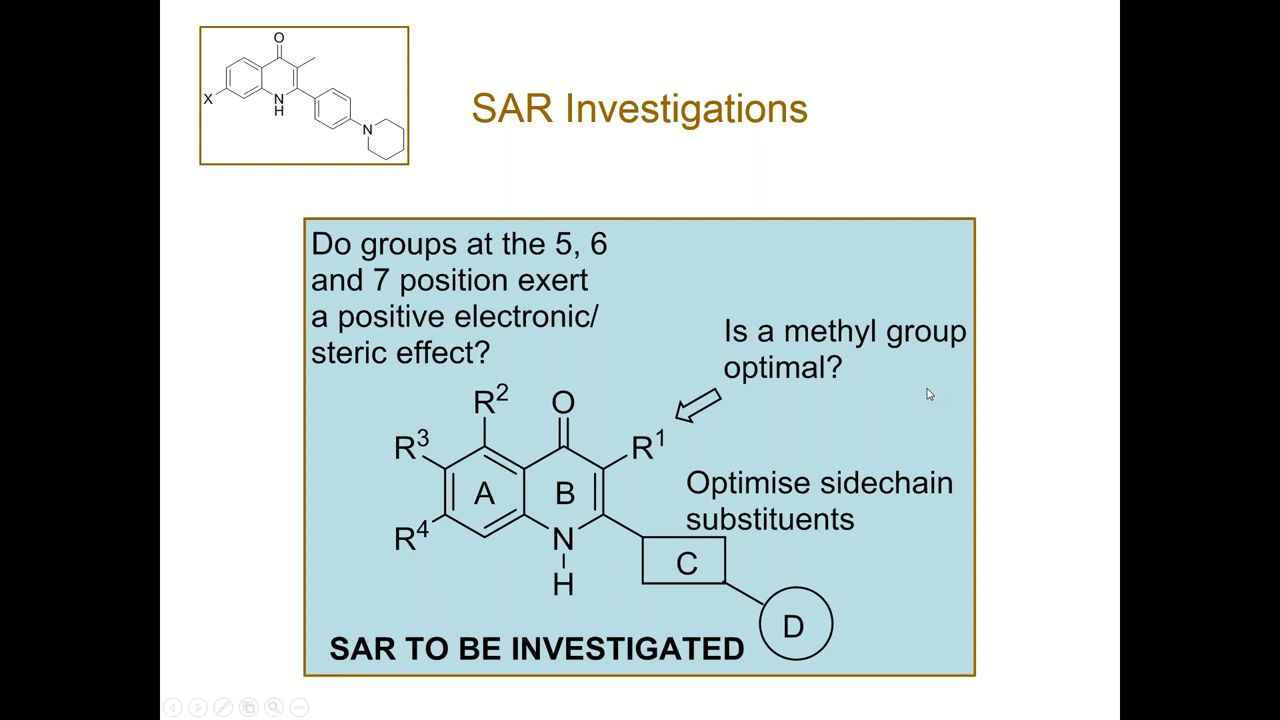 O
X
N
H
N
SAR Investigations
Do groups at the 5, 6
and 7 position exert
a positive electronic/
steric effect?
Is a methyl group
optimal?
R2
O
R3
R1
A
B
Optimise sidechain
substituents
R4
N
H
C
D
SAR TO BE INVESTIGATED